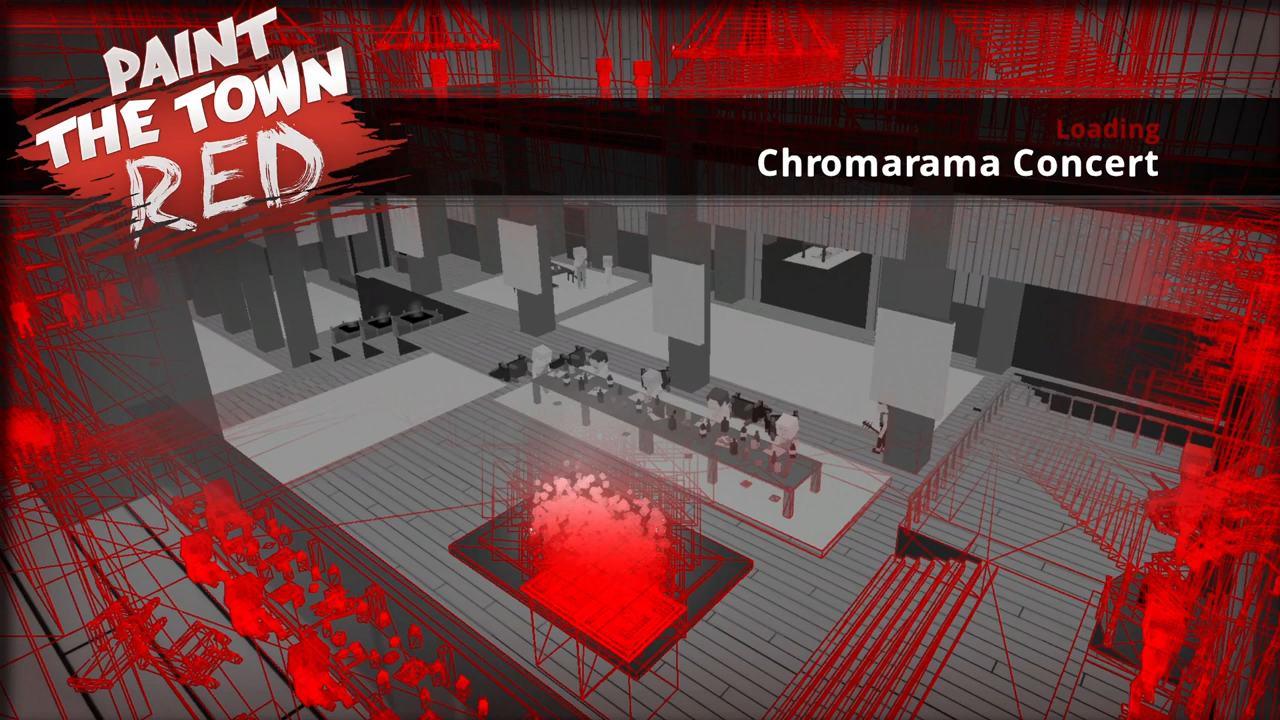 PAINT
THE TOWN
RED
Loading
Chromarama Concert